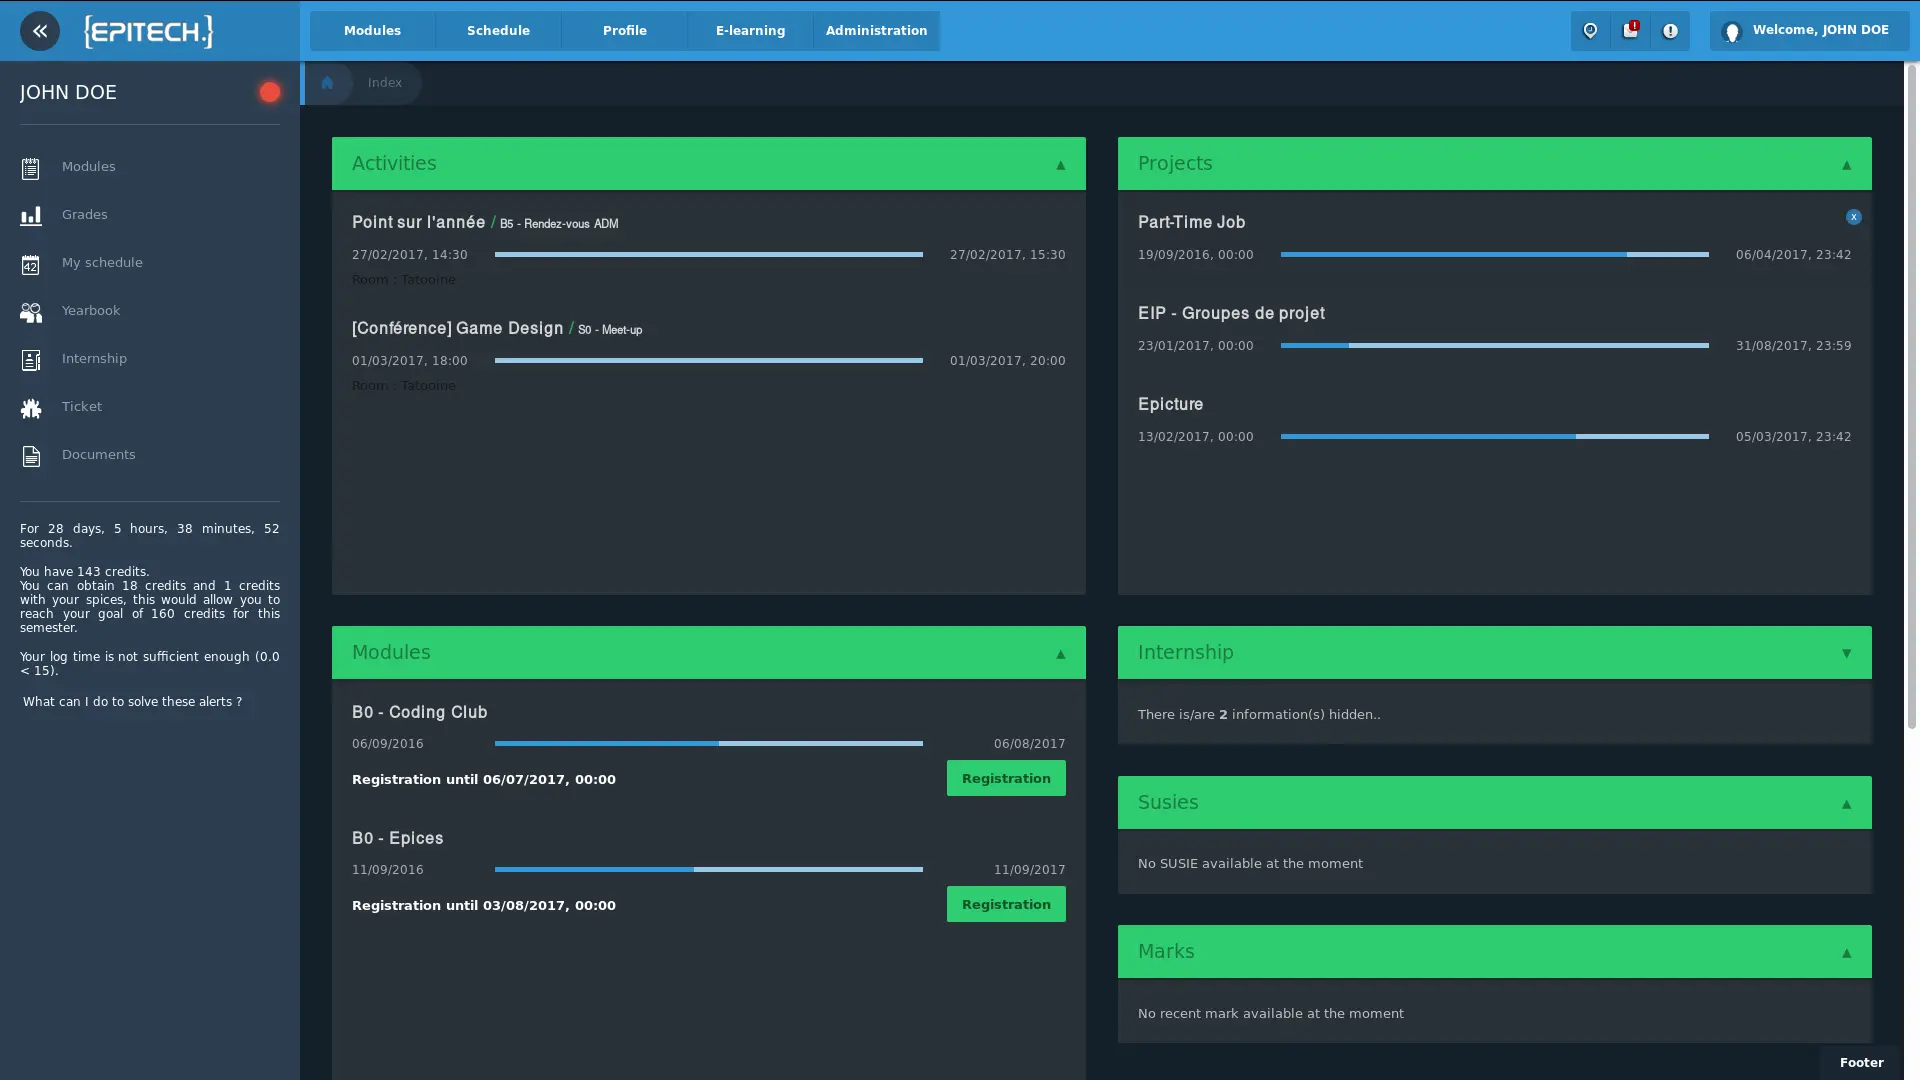 {EPITECH.}
Modules
Schedule
Profile
E-learning
Administration
Welcome, JOHN DOE
JOHN DOE
Modules
Grades
42
My schedule
Yearbook
Internship
Ticket
Documents
For 28 days, 5 hours, 38 minutes, 52
seconds.
You have 143 credits.
You can obtain 18 credits and 1 credits
with your spices, this would allow you to
reach your goal of 160 credits for this
semester.
Your log time is not sufficient enough (0.0
< 15).
What can I do to solve these alerts ?
Index
Activities
Point sur l'année / B5 - Rendez-vous ADM
27/02/2017, 14:30
27/02/2017, 15:30
Room : Tatooine
[Conférence] Game Design / S0 - Meet-up
01/03/2017, 18:00
01/03/2017, 20:00
Room : Tatooine
Projects
Part-Time Job
x
19/09/2016, 00:00
06/04/2017, 23:42
EIP - Groupes de projet
23/01/2017, 00:00
31/08/2017, 23:59
Epicture
13/02/2017, 00:00
05/03/2017, 23:42
Modules
B0 - Coding Club
06/09/2016
06/08/2017
Registration until 06/07/2017, 00:00
Registration
B0 - Epices
11/09/2016
11/09/2017
Registration until 03/08/2017, 00:00
Registration
Internship
There is/are 2 information(s) hidden..
Susies
No SUSIE available at the moment
Marks
No recent mark available at the moment
Footer